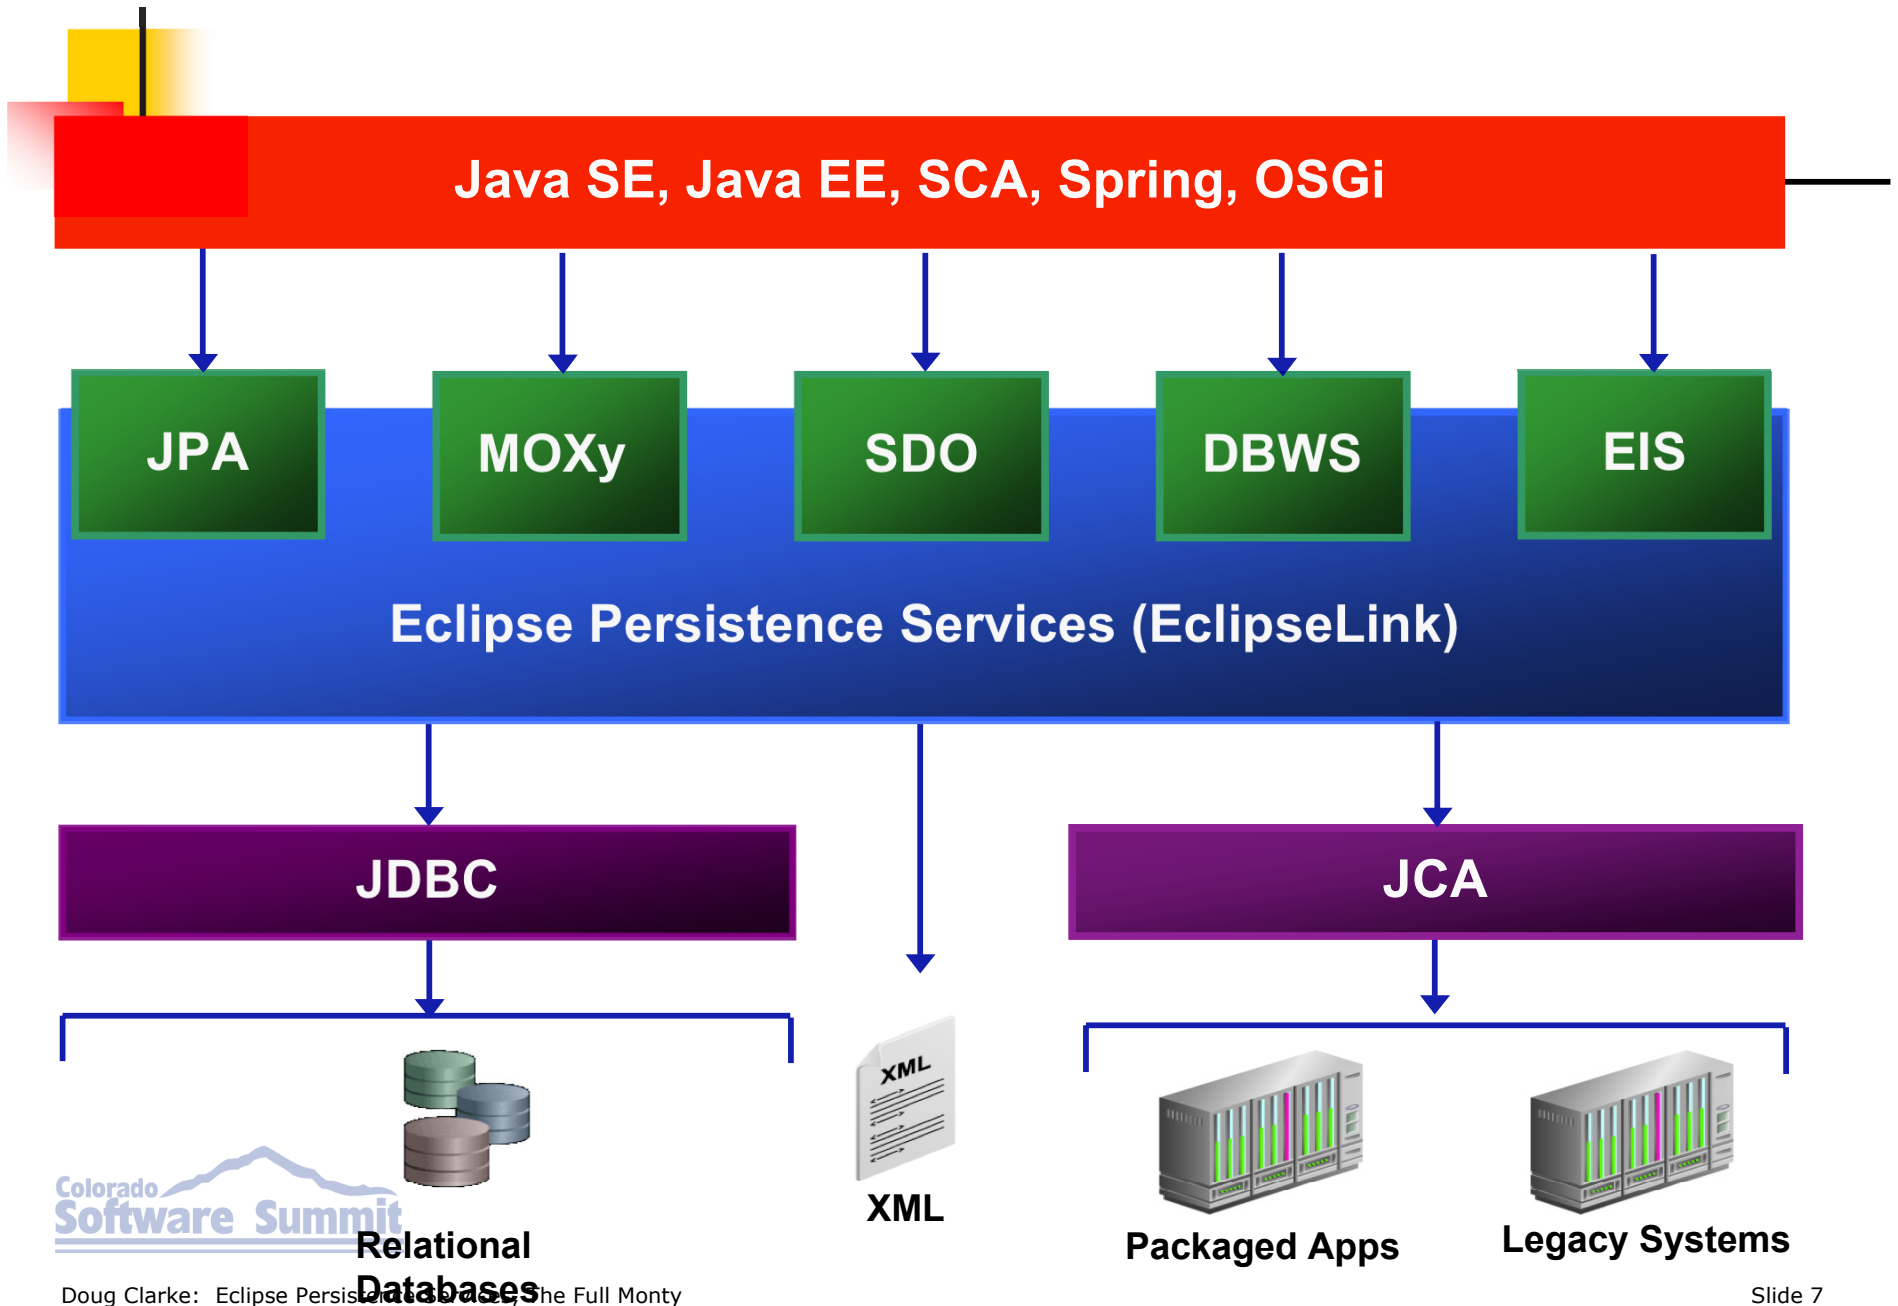 Java SE, Java EE, SCA, Spring, OSGi
JPA
MOXy
SDO
DBWS
EIS
Eclipse Persistence Services (EclipseLink)
JDBC
JCA
XML
XML
Colorado
Software Summit
Relational
Databases
Packaged Apps
Legacy Systems
Doug Clarke: Eclipse Persistence Services, The Full Monty
Slide 7